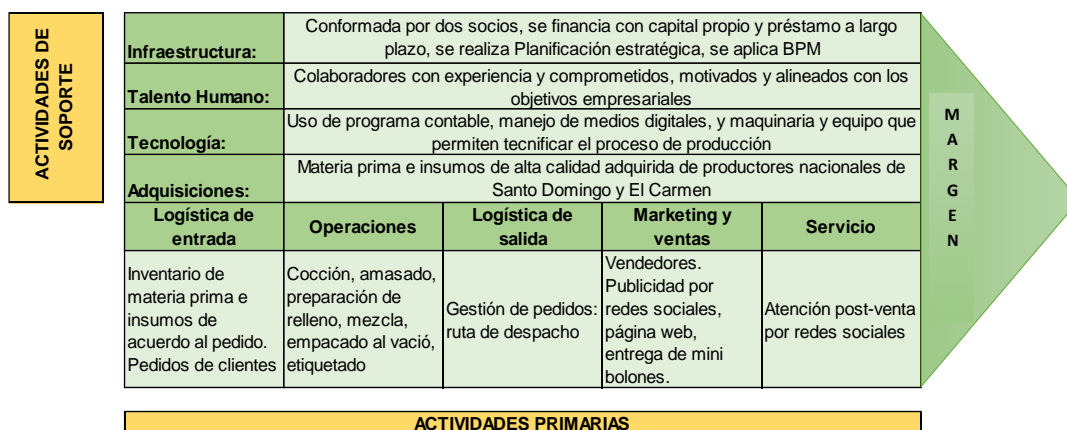 ACTIVIDADES DE
SOPORTE
Infraestructura:
Conformada por dos socios, se financia con capital propio y préstamo a largo
plazo, se realiza Planificación estratégica, se aplica BPM
Talento Humano:
Colaboradores con experiencia y comprometidos, motivados y alineados con los
objetivos empresariales
Tecnología:
Uso de programa contable, manejo de medios digitales, y maquinaria y equipo que
permiten tecnificar el proceso de producción
Adquisiciones:
Materia prima e insumos de alta calidad adquirida de productores nacionales de
Santo Domingo y El Carmen
Logística de
entrada
Operaciones
Logística de
salida
Marketing y
ventas
Servicio
Inventario de
materia prima e
insumos de
acuerdo al pedido.
Pedidos de clientes
Cocción, amasado,
preparación de
relleno, mezcla,
empacado al vació,
etiquetado
Gestión de pedidos:
ruta de despacho
Vendedores.
Publicidad por
redes sociales,
página web,
entrega de mini
bolones.
Atención post-venta
por redes sociales
M
A
R
G
E
N
ACTIVIDADES PRIMARIAS